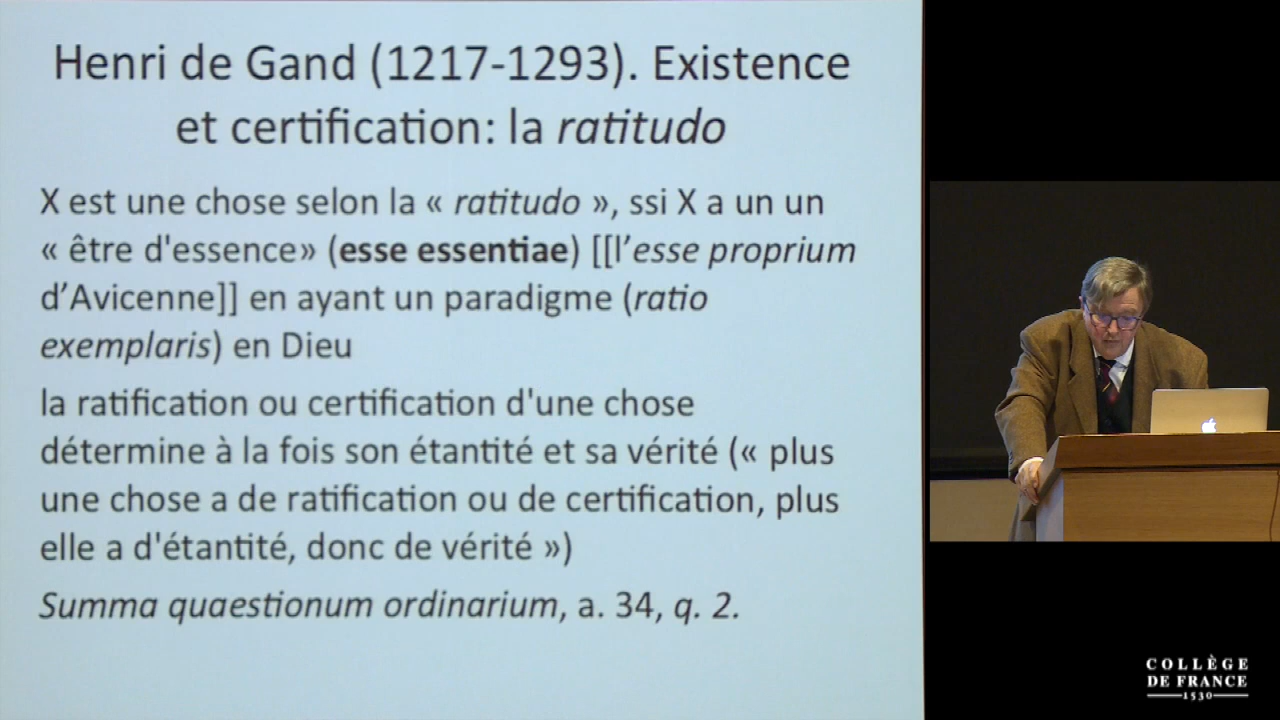 Henri de Gand (1217-1293). Existence
et certification: la ratitudo
X est une chose selon la « ratitudo », ssi X a un un
« être d'essence» (esse essentiae) [[l’esse proprium
d’Avicenne]] en ayant un paradigme (ratio
exemplaris) en Dieu
la ratification ou certification d'une chose
détermine à la fois son étantité et sa vérité (« plus
une chose a de ratification ou de certification, plus
elle a d'étantité, donc de vérité »)
Summa quaestionum ordinarium, a. 34, q. 2.
COLLÈGE
DE FRANCE
1530